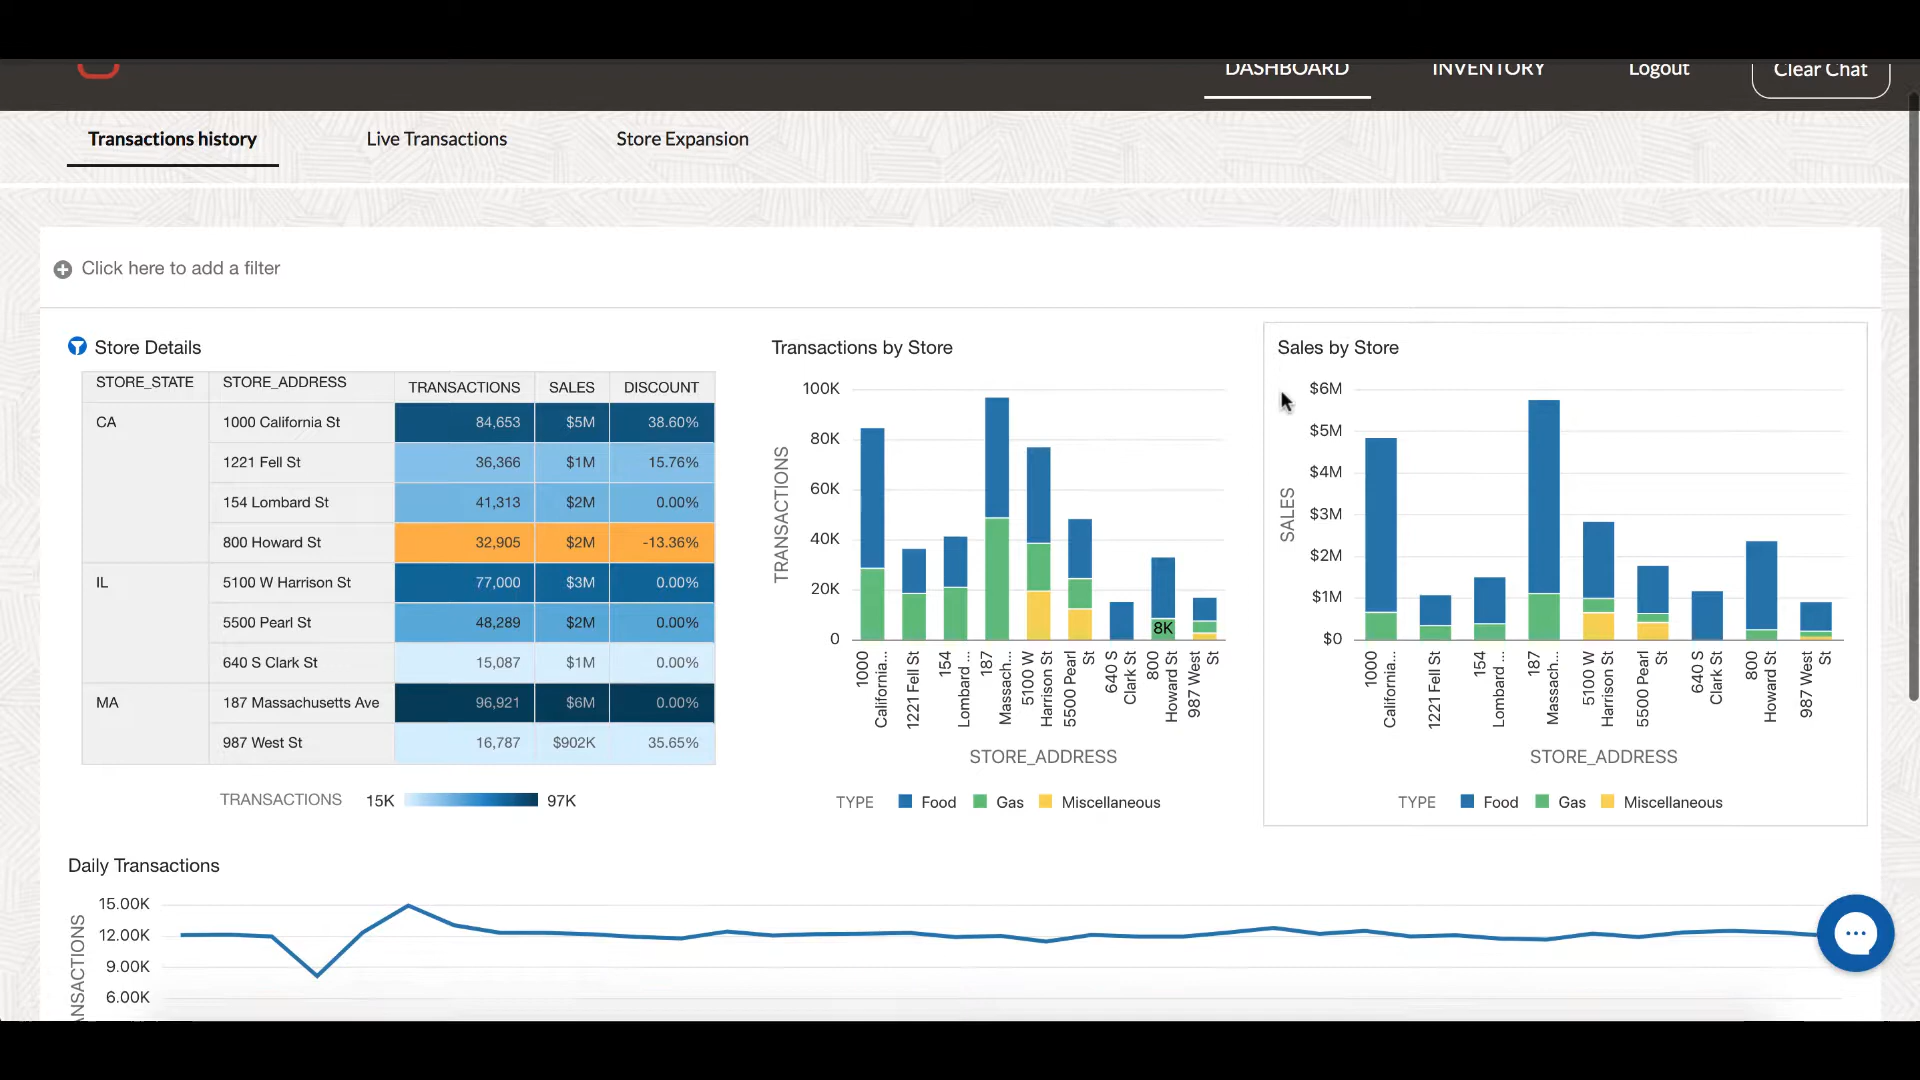 DASHBOARD INVENTORY Logout Clear Chat
Transactions history Live Transactions Store Expansion
Click here to add a filter
Store Details
STORE_STATE STORE_ADDRESS TRANSACTIONS SALES DISCOUNT
CA 1000 California St 84,653 $5M 38.60%
1221 Fell St 36,366 $1M 15.76%
154 Lombard St 41,313 $2M 0.00%
800 Howard St 32,905 $2M -13.36%
IL 5100 W Harrison St 77,000 $3M 0.00%
5500 Pearl St 48,289 $2M 0.00%
640 S Clark St 15,087 $1M 0.00%
MA 187 Massachusetts Ave 96,921 $6M 0.00%
987 West St 16,787 $902K 35.65%
TRANSACTIONS 15K 97K
Transactions by Store
TRANSACTIONS
100K
80K
60K
40K
20K
0
8K
1000 California...
1221 Fell St
154 Lombard ...
187 Massach...
5100 W Harrison St
5500 Pearl St
640 S Clark St
800 Howard St
987 West St
STORE_ADDRESS
TYPE Food Gas Miscellaneous
Sales by Store
SALES
$6M
$5M
$4M
$3M
$2M
$1M
$0
1000 California...
1221 Fell St
154 Lombard ...
187 Massach...
5100 W Harrison St
5500 Pearl St
640 S Clark St
800 Howard St
987 West St
STORE_ADDRESS
TYPE Food Gas Miscellaneous
Daily Transactions
ANSACTIONS
15.00K
12.00K
9.00K
6.00K